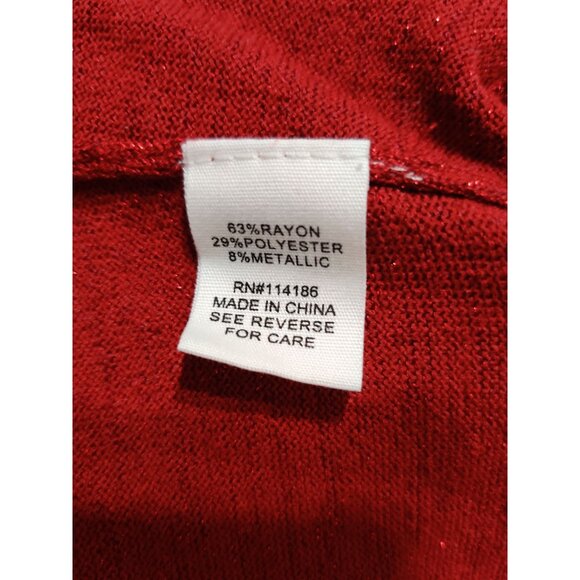 63%RAYON
29%POLYESTER
8%METALLIC
RN#114186
MADE IN CHINA
SEE REVERSE
FOR CARE